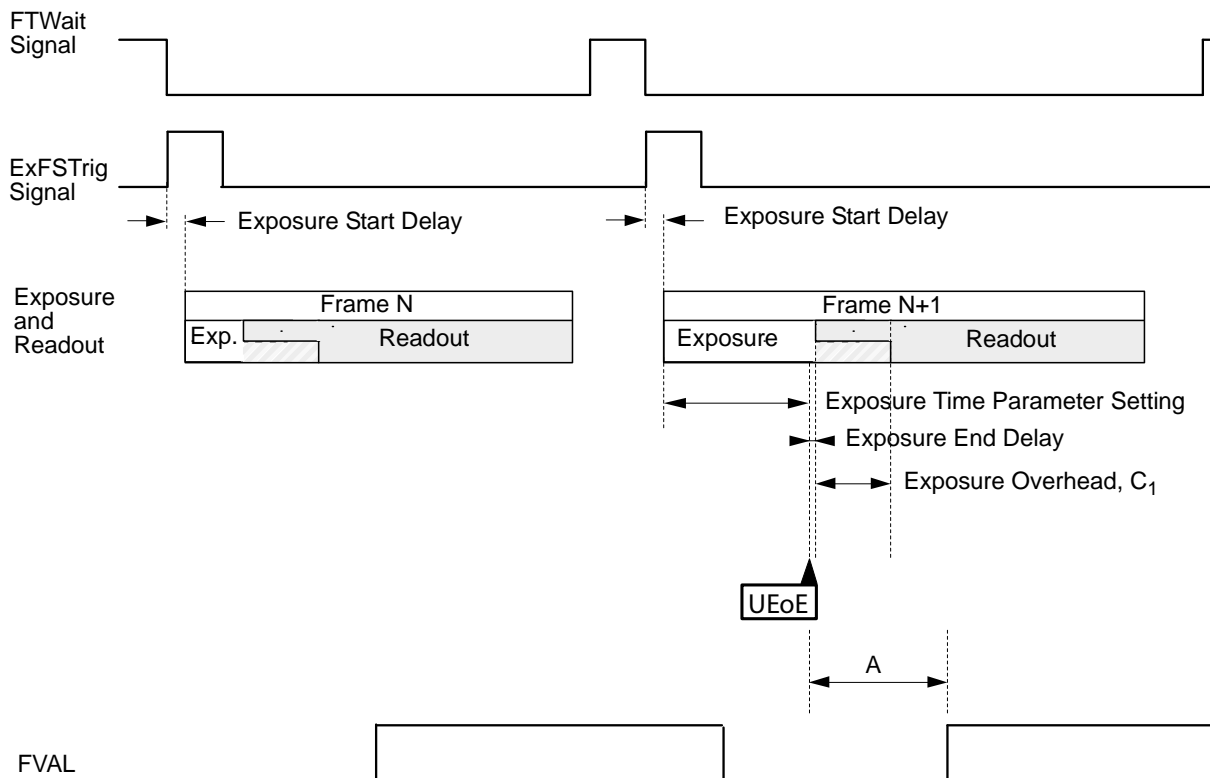 FTWait
Signal
ExFSTrig
Signal
Exposure Start Delay
Exposure Start Delay
Exposure
and
Readout
Frame N
Exp.
Readout
Frame N+1
Exposure
Readout
Exposure Time Parameter Setting
Exposure End Delay
Exposure Overhead, C1
UEoE
A
FVAL